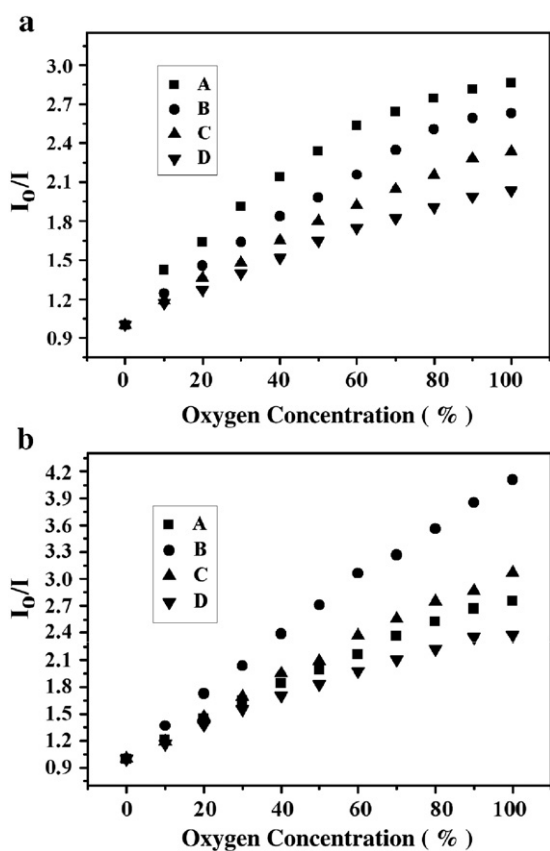 a
3.0
2.7
2.4
2.1
1.8
1.5
1.2
0.9
I₀/I
A
B
C
D
0 20 40 60 80 100
Oxygen Concentration ( % )
b
4.2
3.9
3.6
3.3
3.0
2.7
2.4
2.1
1.8
1.5
1.2
0.9
I₀/I
A
B
C
D
0 20 40 60 80 100
Oxygen Concentration ( % )